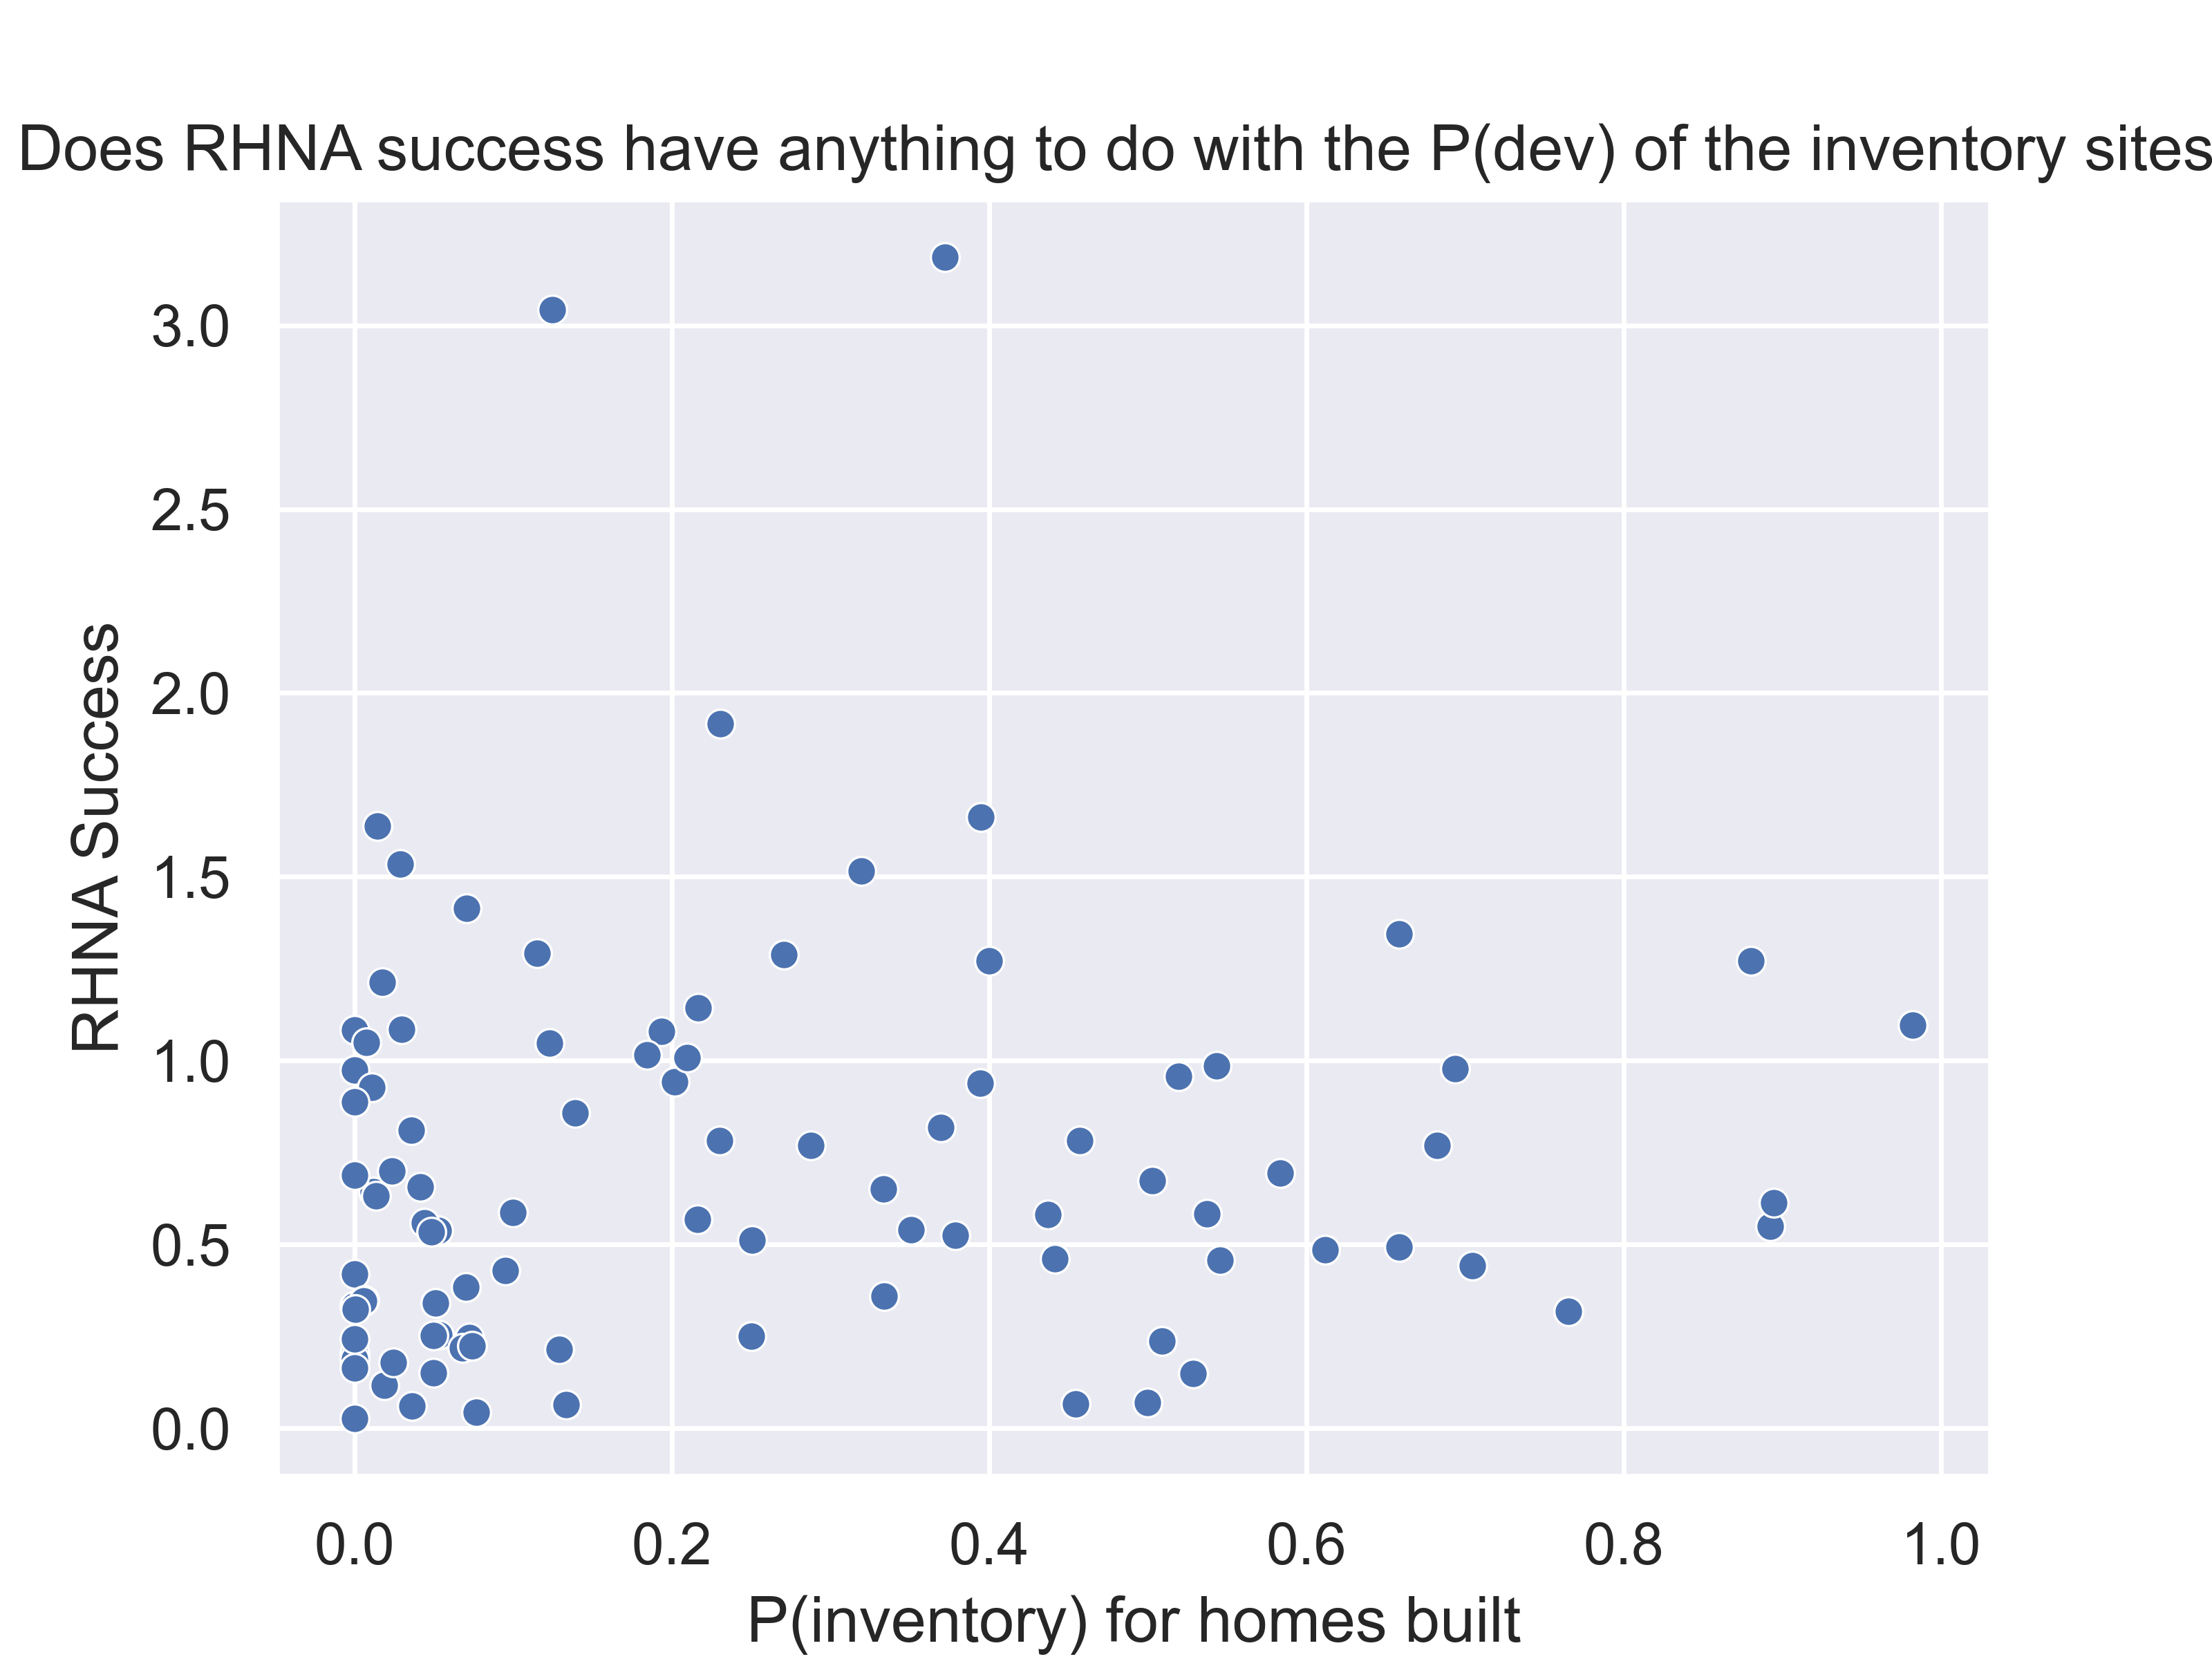 Does RHNA success have anything to do with the P(dev) of the inventory sites
RHNA Success
3.0
2.5
2.0
1.5
1.0
0.5
0.0
0.0 0.2 0.4 0.6 0.8 1.0
P(inventory) for homes built